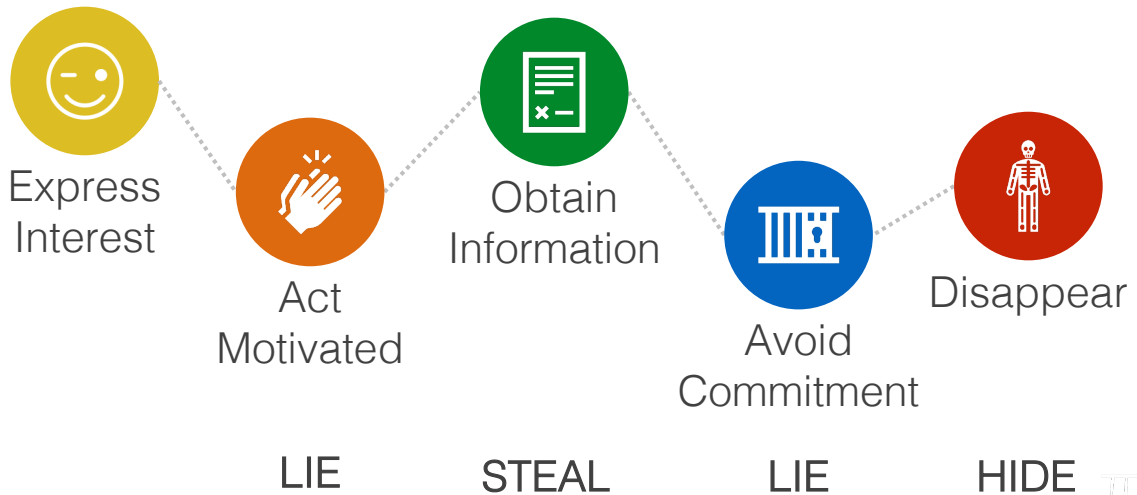 Express
Interest
Act
Motivated
Obtain
Information
Avoid
Commitment
Disappear
LIE
STEAL
LIE
HIDE